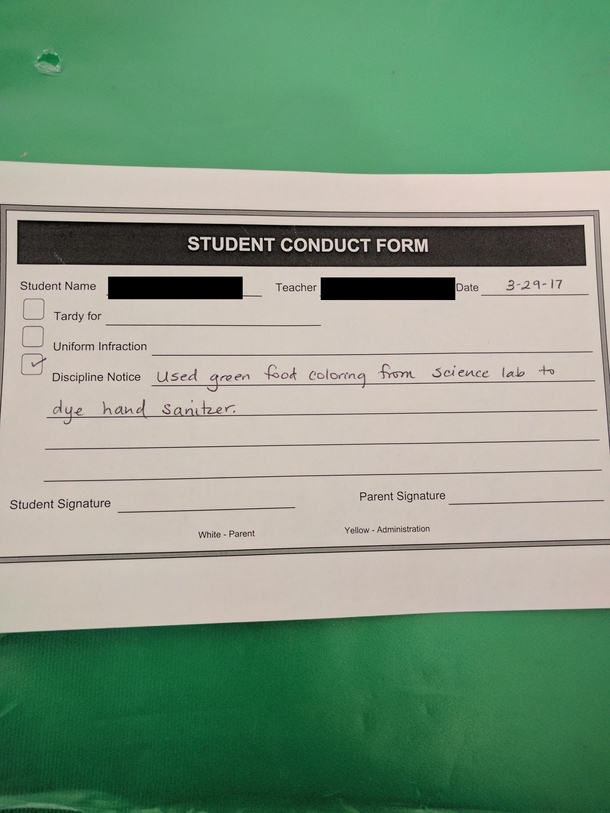 STUDENT CONDUCT FORM
Student Name Teacher Date 3-29-17
Tardy for
Uniform Infraction
Discipline Notice Used green food coloring from science lab to
dye hand sanitzer.
Student Signature Parent Signature
White - Parent Yellow - Administration